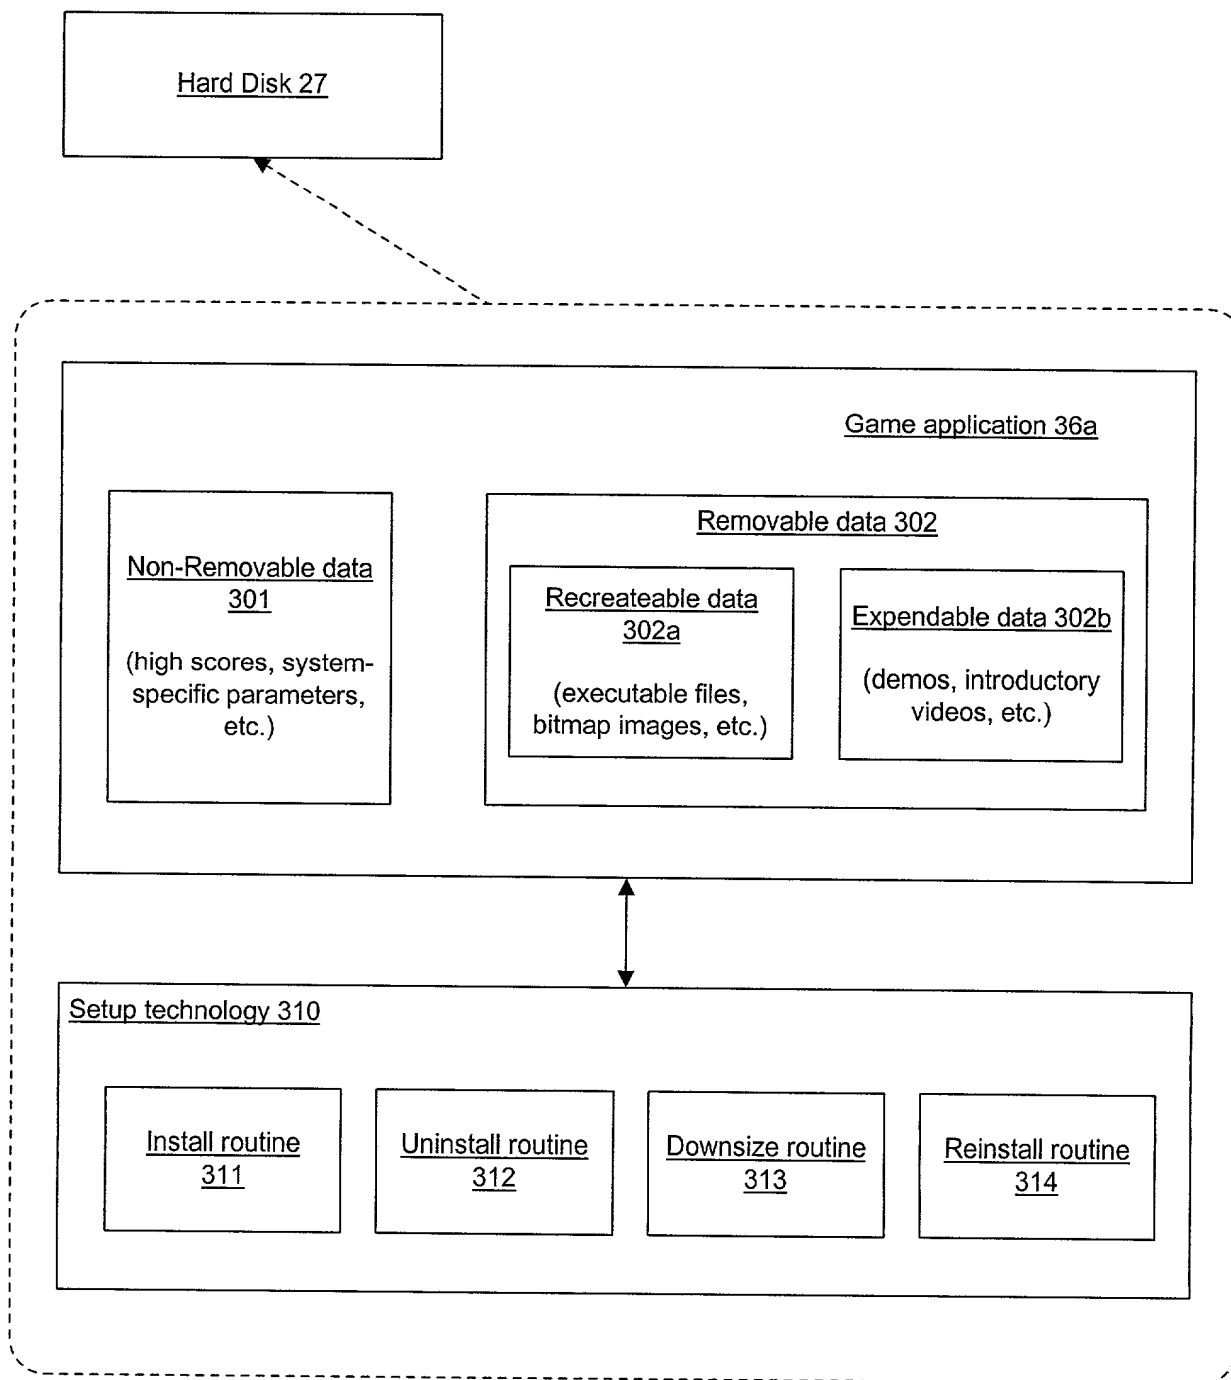 Hard Disk 27
Game application 36a
Non-Removable data
301
(high scores, system-
specific parameters,
etc.)
Removable data 302
Recreateable data
302a
(executable files,
bitmap images, etc.)
Expendable data 302b
(demos, introductory
videos, etc.)
Setup technology 310
Install routine
311
Uninstall routine
312
Downsize routine
313
Reinstall routine
314